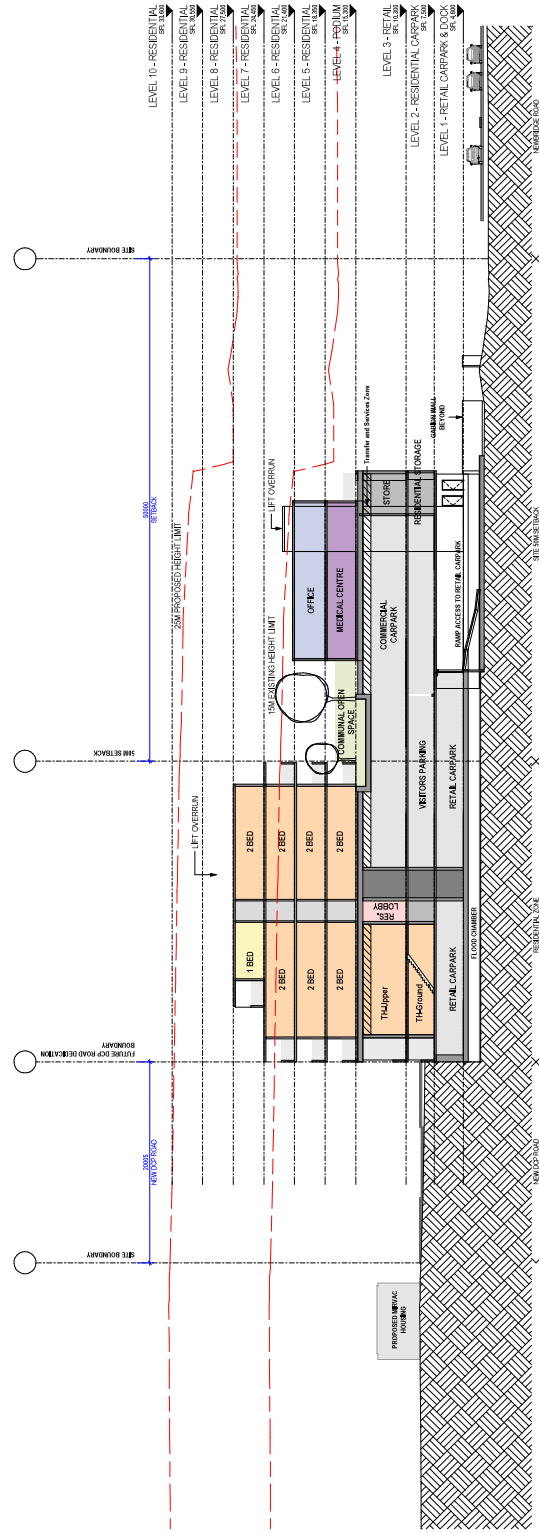 LEVEL 10 - RESIDENTIAL
SFL 33,600
LEVEL 9 - RESIDENTIAL
SFL 30,550
LEVEL 8 - RESIDENTIAL
SFL 27,500
LEVEL 7 - RESIDENTIAL
SFL 24,450
LEVEL 6 - RESIDENTIAL
SFL 21,400
LEVEL 5 - RESIDENTIAL
SFL 18,350
LEVEL 4 - PODIUM
SFL 15,300
LEVEL 3 - RETAIL
SFL 10,300
LEVEL 2 - RESIDENTIAL CARPARK
SFL 7,500
LEVEL 1 - RETAIL CARPARK & DOCK
SFL 4,600
SITE BOUNDARY
50000
SETBACK
50M SETBACK
FUTURE DCP ROAD DEDICATION
BOUNDARY
20005
NEW DCP ROAD
SITE BOUNDARY
25M PROPOSED HEIGHT LIMIT
15M EXISTING HEIGHT LIMIT
LIFT OVERRUN
LIFT OVERRUN
OFFICE
MEDICAL CENTRE
COMMUNAL OPEN
SPACE
Transfer and Services Zone
STORE
RESIDENTIAL STORAGE
GABION WALL
BEYOND
COMMERCIAL
CARPARK
VISITORS PARKING
RAMP ACCESS TO RETAIL CARPARK
RETAIL CARPARK
2 BED
2 BED
2 BED
2 BED
1 BED
2 BED
2 BED
2 BED
RES.
LOBBY
TH-Upper
TH-Ground
RETAIL CARPARK
FLOOD CHAMBER
PROPOSED MIRVAC
HOUSING
NEW DCP ROAD
RESIDENTIAL ZONE
SITE 50M SETBACK
NEWBRIDGE ROAD